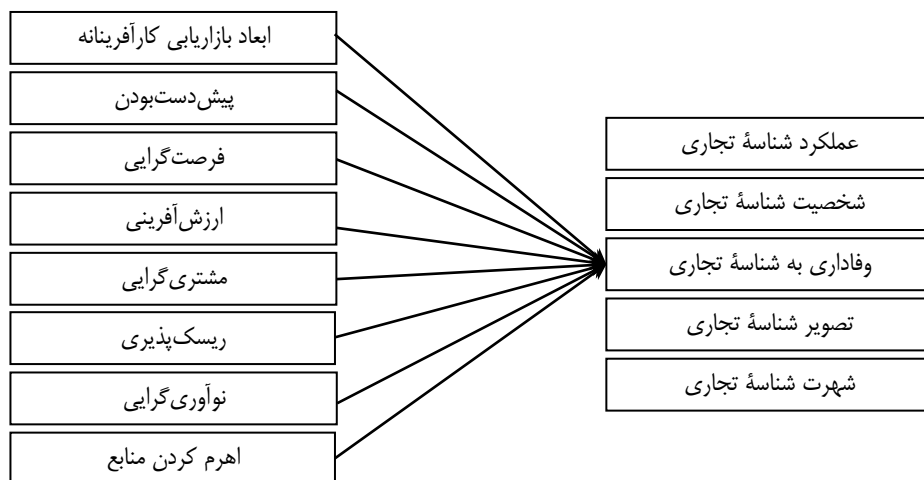 ابعاد بازاریابی کارآفرینانه
پیش‌دست‌بودن
فرصت‌گرایی
ارزش‌آفرینی
مشتری‌گرایی
ریسک‌پذیری
نوآوری‌گرایی
اهرم کردن منابع
عملکرد شناسهٔ تجاری
شخصیت شناسهٔ تجاری
وفاداری به شناسهٔ تجاری
تصویر شناسهٔ تجاری
شهرت شناسهٔ تجاری